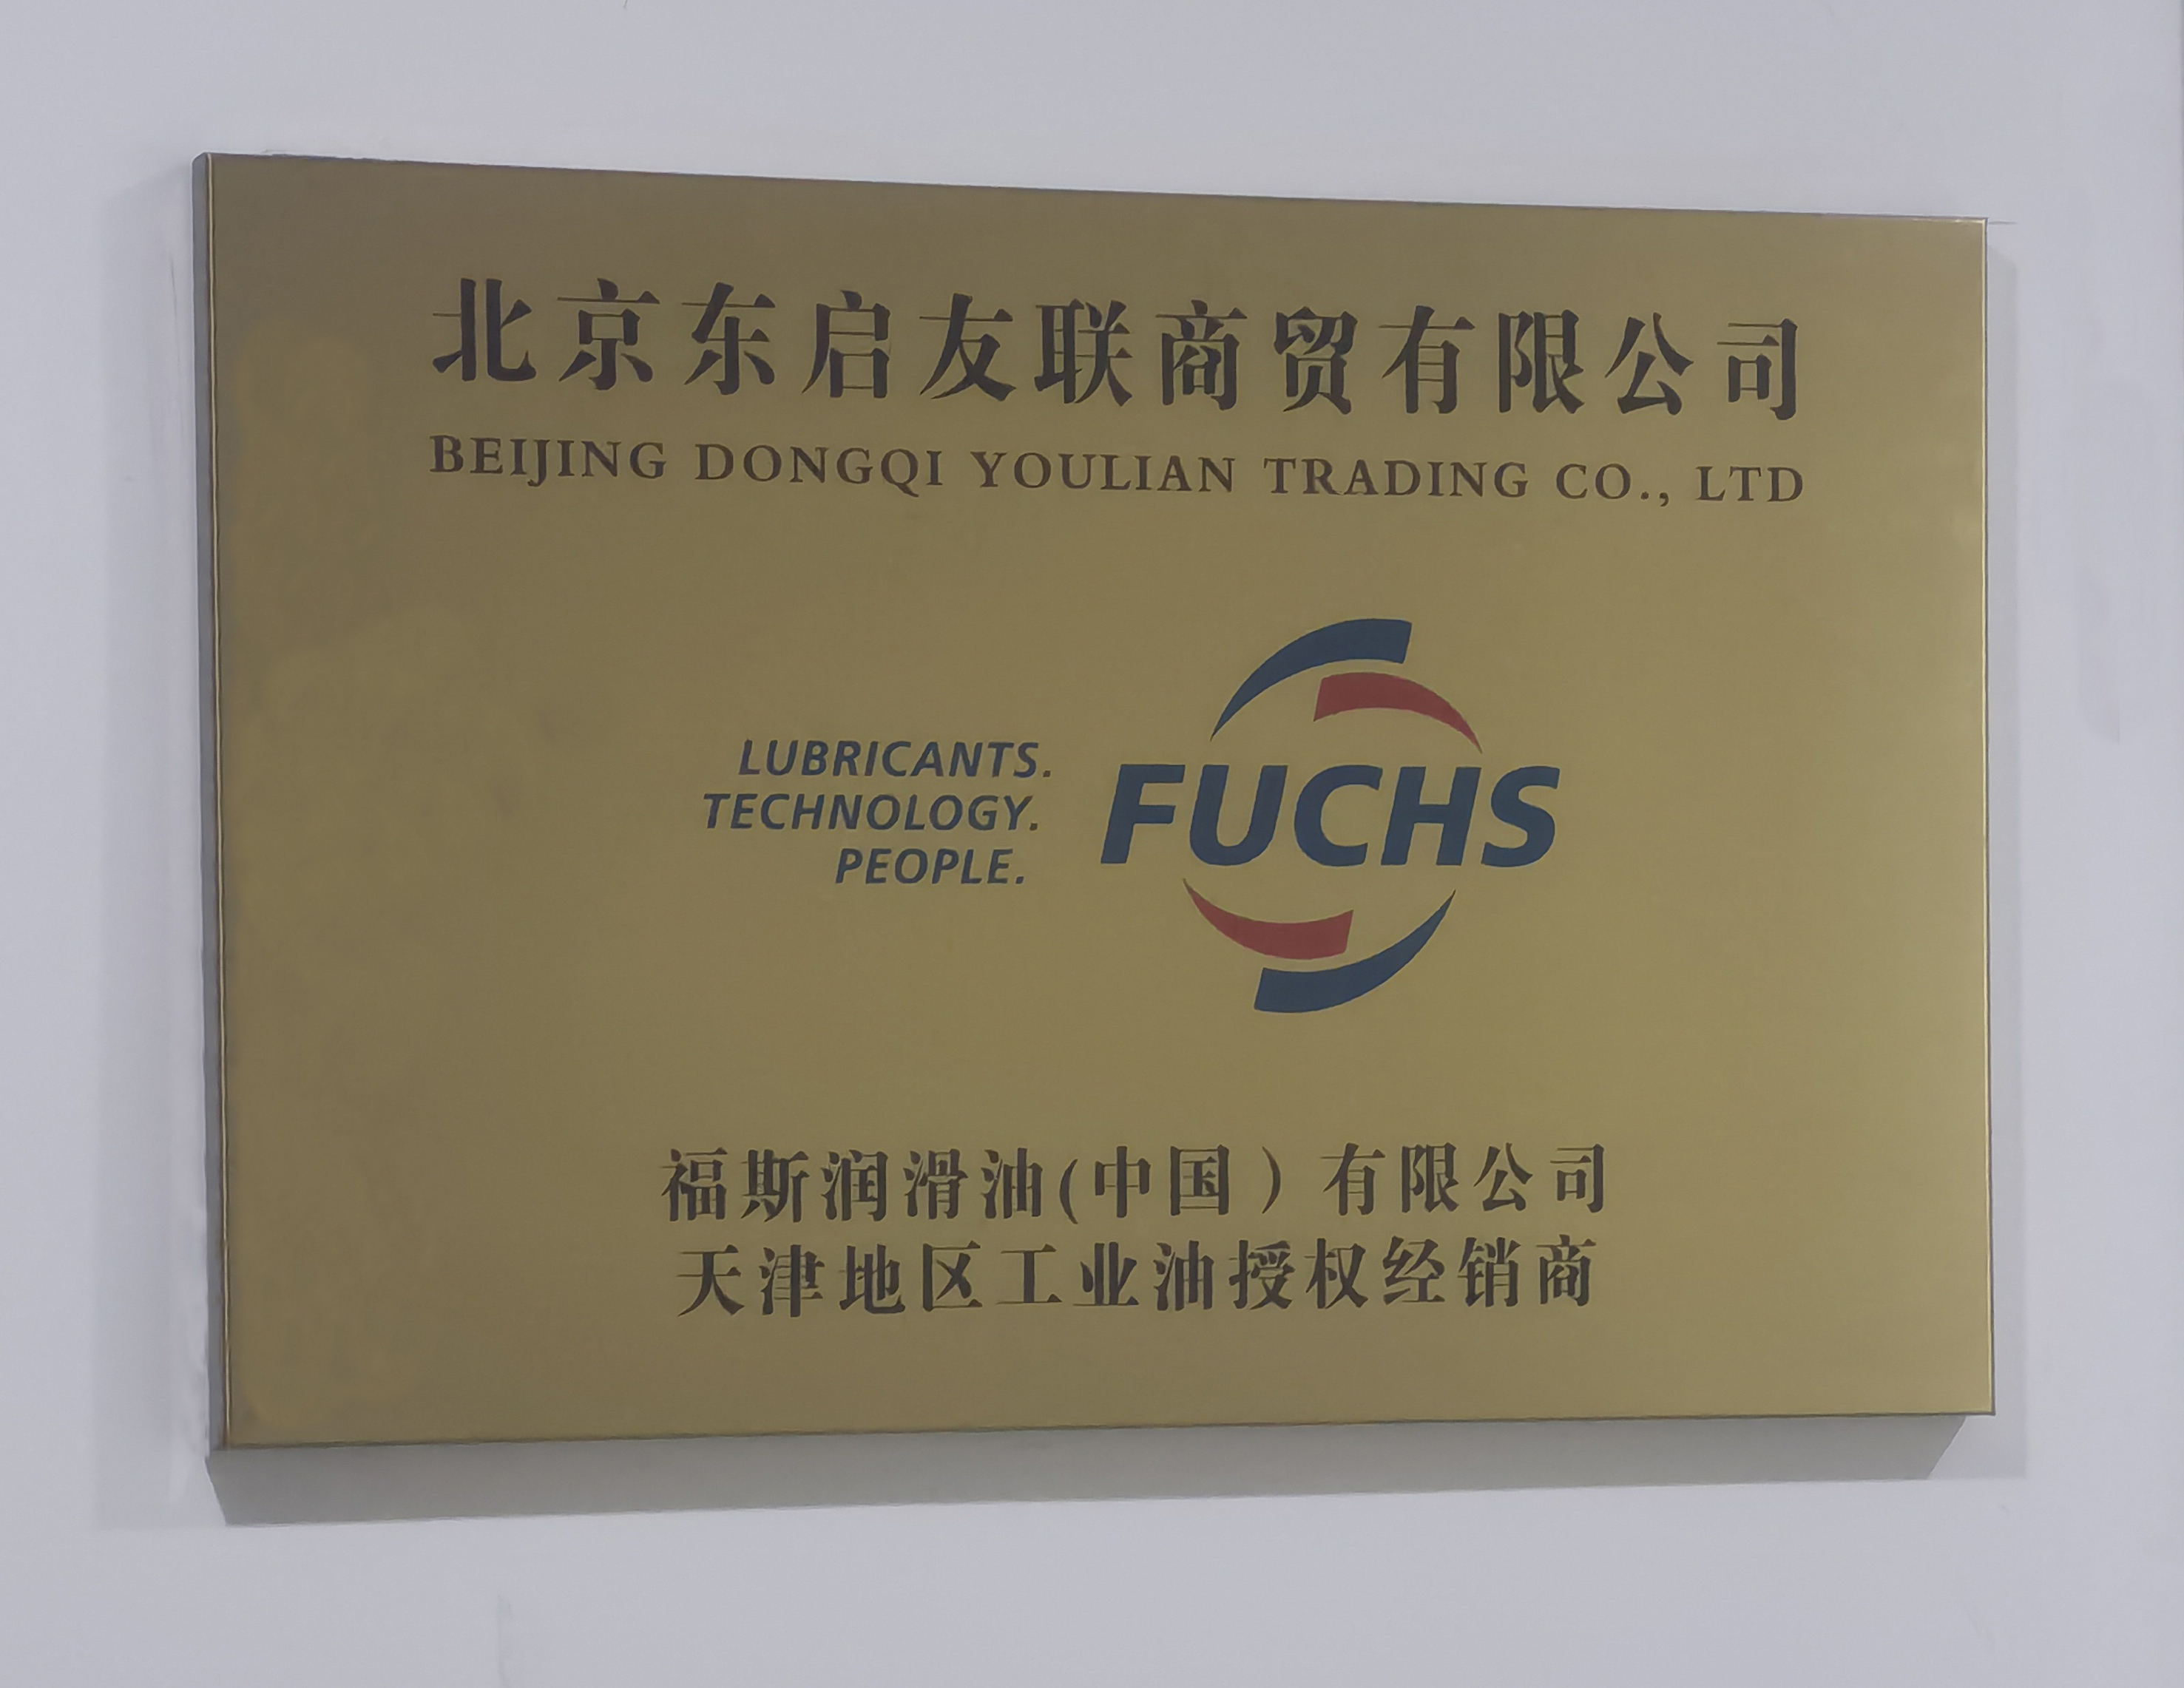 北京东启友联商贸有限公司
BEIJING DONGQI YOULIAN TRADING CO., LTD
LUBRICANTS.
TECHNOLOGY.
PEOPLE.
FUCHS
福斯润滑油(中国）有限公司
天津地区工业油授权经销商